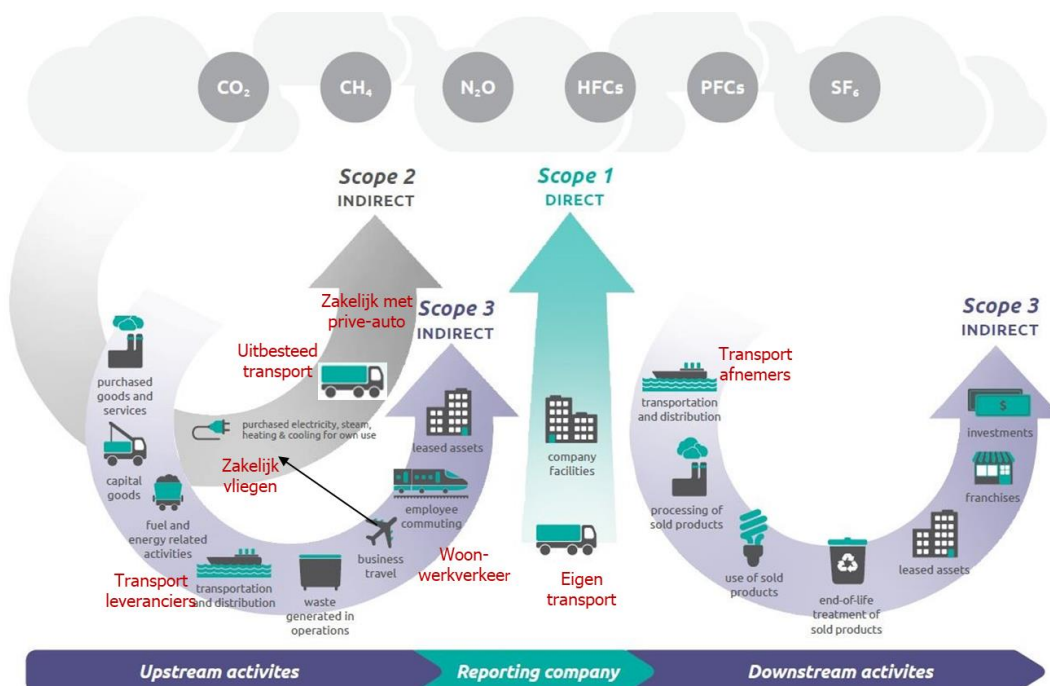 CO₂
CH₄
N₂O
HFCs
PFCs
SF₆
Scope 2
INDIRECT
Scope 1
DIRECT
Zakelijk met
prive-auto
Scope 3
INDIRECT
Scope 3
INDIRECT
Uitbesteed
transport
Transport
afnemers
purchased
goods and
services
transportation
and distribution
purchased electricity, steam,
heating & cooling for own use
leased assets
company
facilities
investments
Zakelijk
vliegen
capital
goods
processing of
sold products
franchises
employee
commuting
fuel and
energy related
activities
business
travel
Woon-
werkverkeer
Transport
leveranciers
transportation
and distribution
waste
generated in
operations
Eigen
transport
use of sold
products
end-of-life
treatment of
sold products
leased assets
Upstream activites
Reporting company
Downstream activites